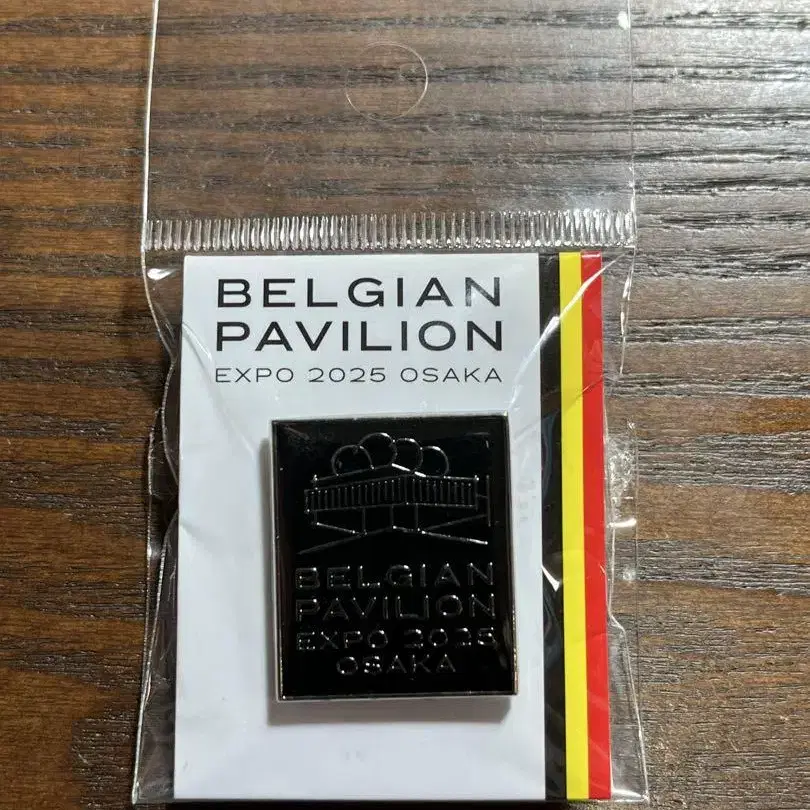 BELGIAN
PAVILION
EXPO 2025 OSAKA
BELGIAN
PAVILION
EXPO 2025
OSAKA